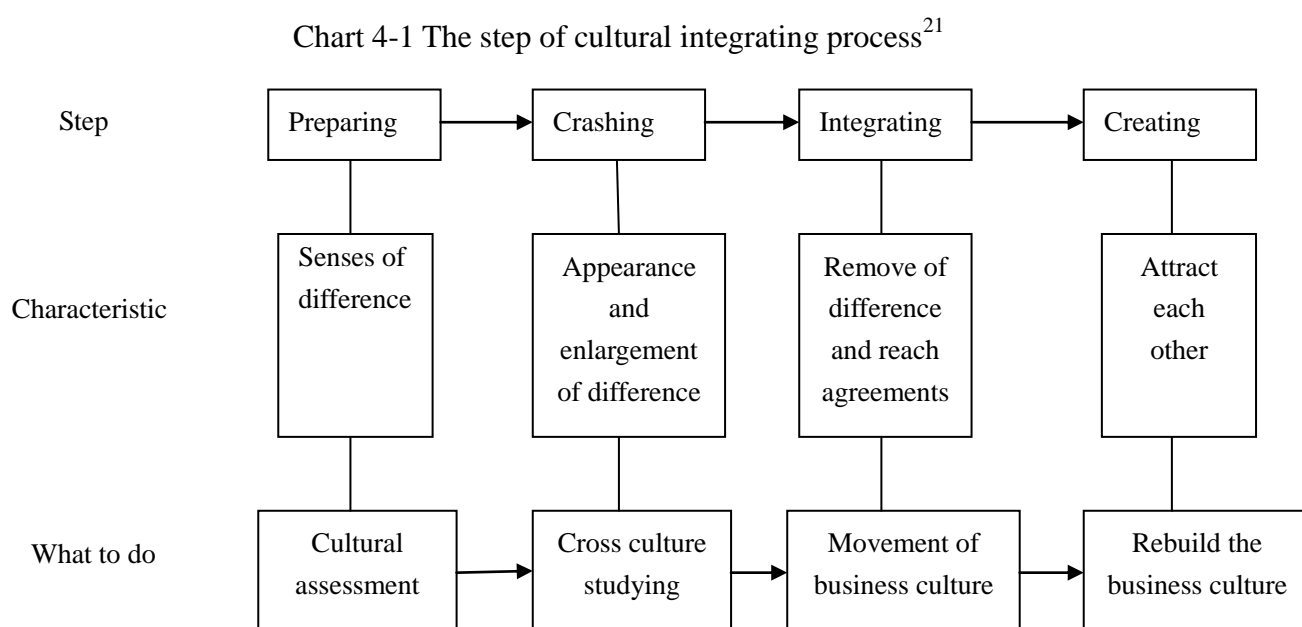 Chart 4-1 The step of cultural integrating process21
Step
Preparing
Crashing
Integrating
Creating
Characteristic
Senses of
difference
Appearance
and
enlargement
of difference
Remove of
difference
and reach
agreements
Attract
each
other
What to do
Cultural
assessment
Cross culture
studying
Movement of
business culture
Rebuild the
business culture